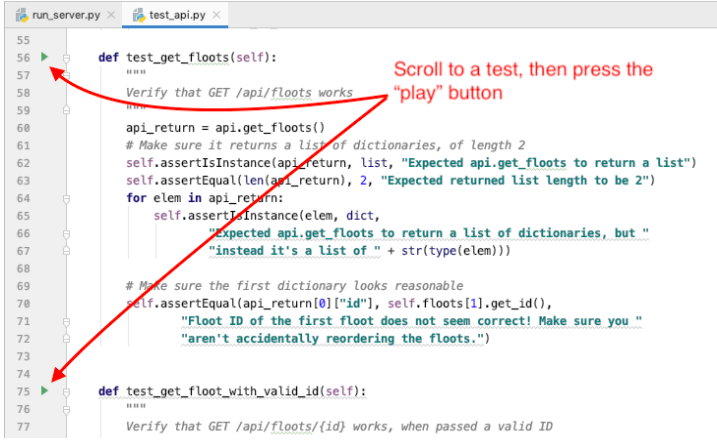 run_server.py × test_api.py ×
55
56 def test_get_floots(self):
57 """
58 Verify that GET /api/floots works
59 """
60 api_return = api.get_floots()
61 # Make sure it returns a list of dictionaries, of length 2
62 self.assertIsInstance(api_return, list, "Expected api.get_floots to return a list")
63 self.assertEqual(len(api_return), 2, "Expected returned list length to be 2")
64 for elem in api_return:
65 self.assertIsInstance(elem, dict,
66 "Expected api.get_floots to return a list of dictionaries, but "
67 "instead it's a list of " + str(type(elem)))
68
69 # Make sure the first dictionary looks reasonable
70 self.assertEqual(api_return[0]["id"], self.floots[1].get_id(),
71 "Floot ID of the first floot does not seem correct! Make sure you "
72 "aren't accidentally reordering the floots.")
73
74
75 def test_get_floot_with_valid_id(self):
76 """
77 Verify that GET /api/floots/{id} works, when passed a valid ID
Scroll to a test, then press the
“play” button